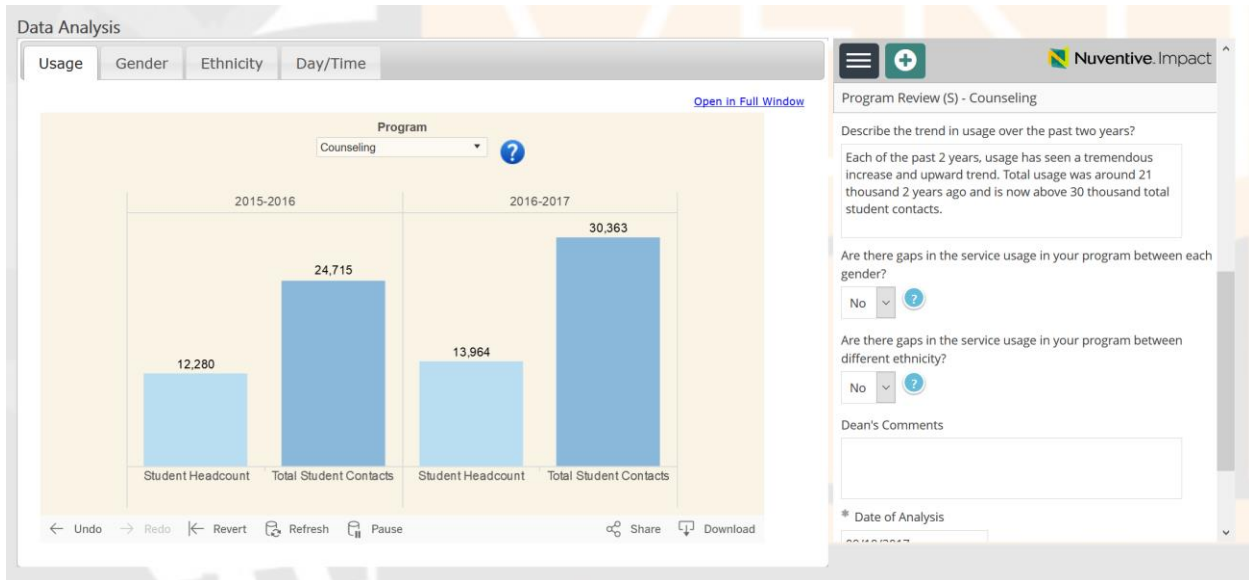 Data Analysis
Usage
Gender
Ethnicity
Day/Time
Open in Full Window
Program
Counseling
?
2015-2016
2016-2017
30,363
24,715
13,964
12,280
Student Headcount
Total Student Contacts
Student Headcount
Total Student Contacts
Undo
Redo
Revert
Refresh
Pause
Share
Download
Nuventive. Impact
Program Review (S) - Counseling
Describe the trend in usage over the past two years?
Each of the past 2 years, usage has seen a tremendous
increase and upward trend. Total usage was around 21
thousand 2 years ago and is now above 30 thousand total
student contacts.
Are there gaps in the service usage in your program between each
gender?
No
?
Are there gaps in the service usage in your program between
different ethnicity?
No
?
Dean's Comments
* Date of Analysis